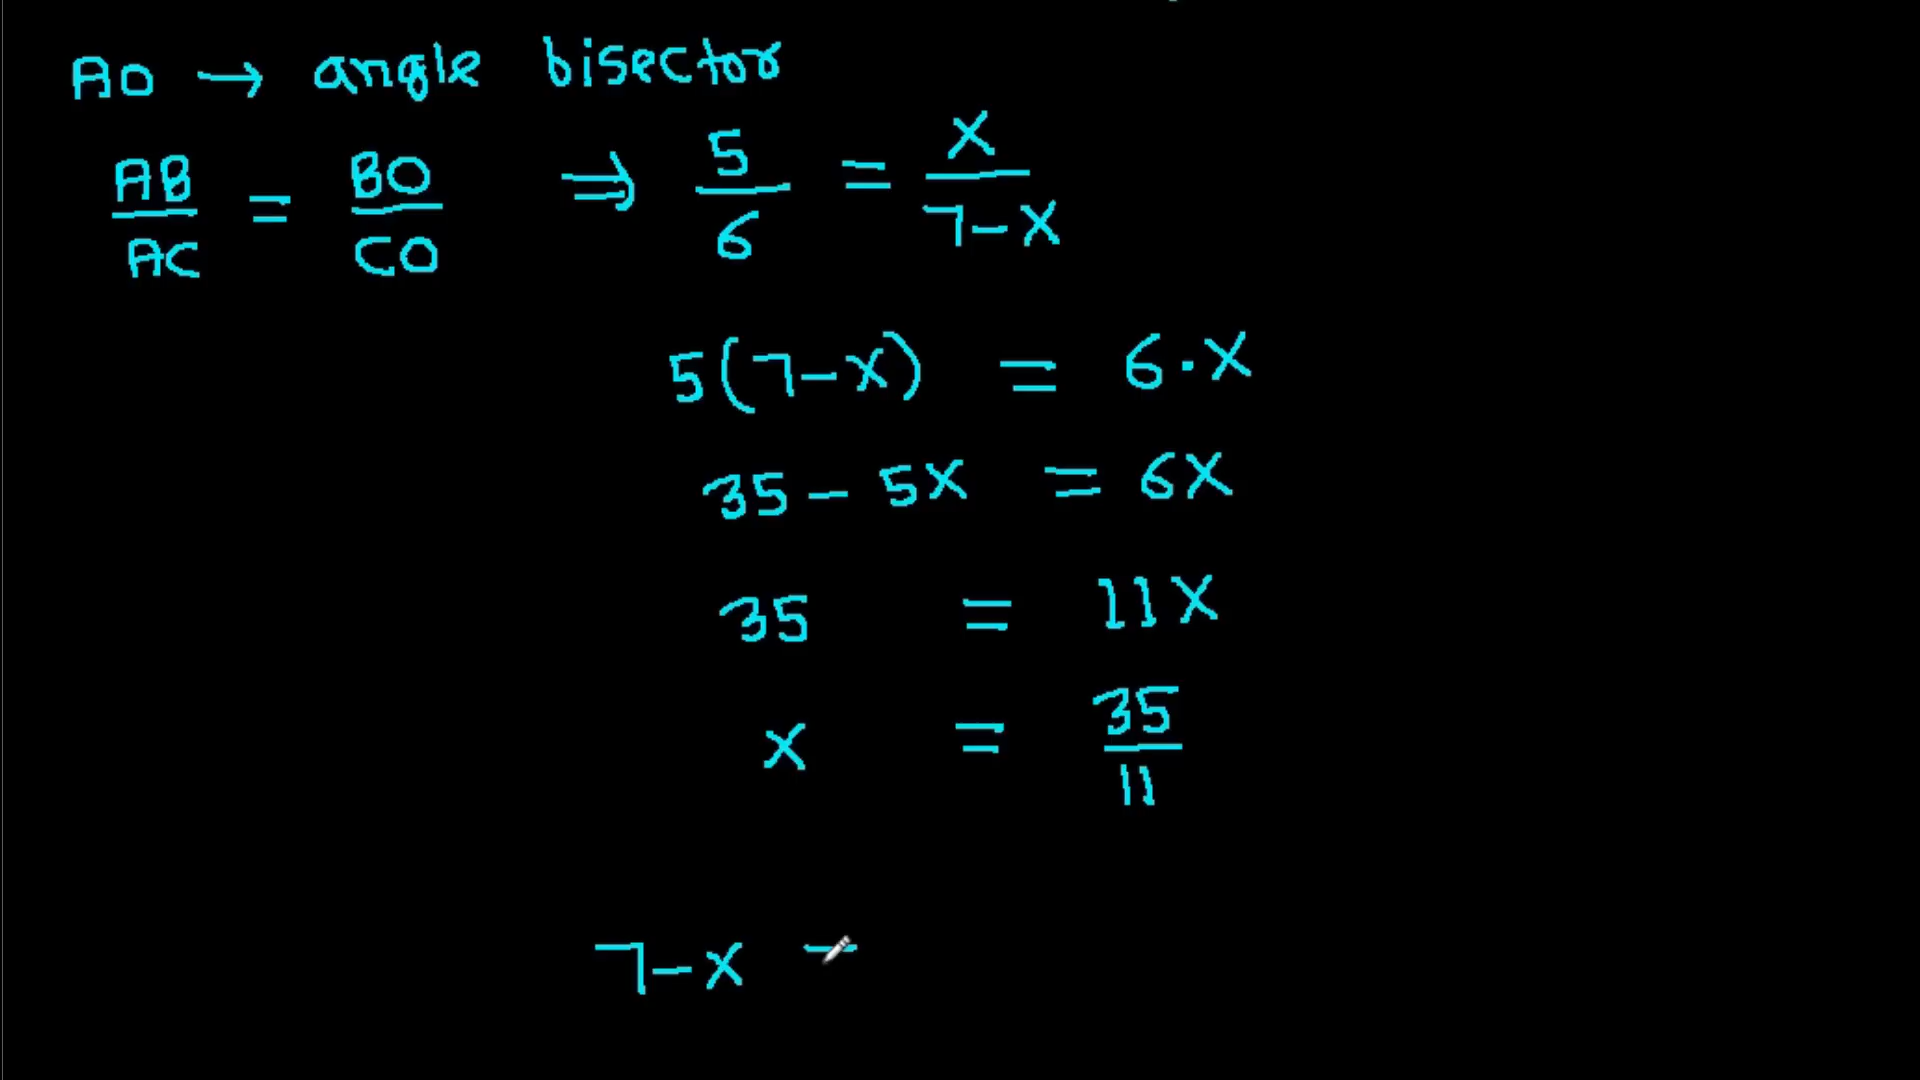 AO → angle bisector
AB/AC = BO/CO ⇒ 5/6 = x/(7-x)
5(7-x) = 6·x
35 - 5x = 6x
35 = 11x
x = 35/11
7-x